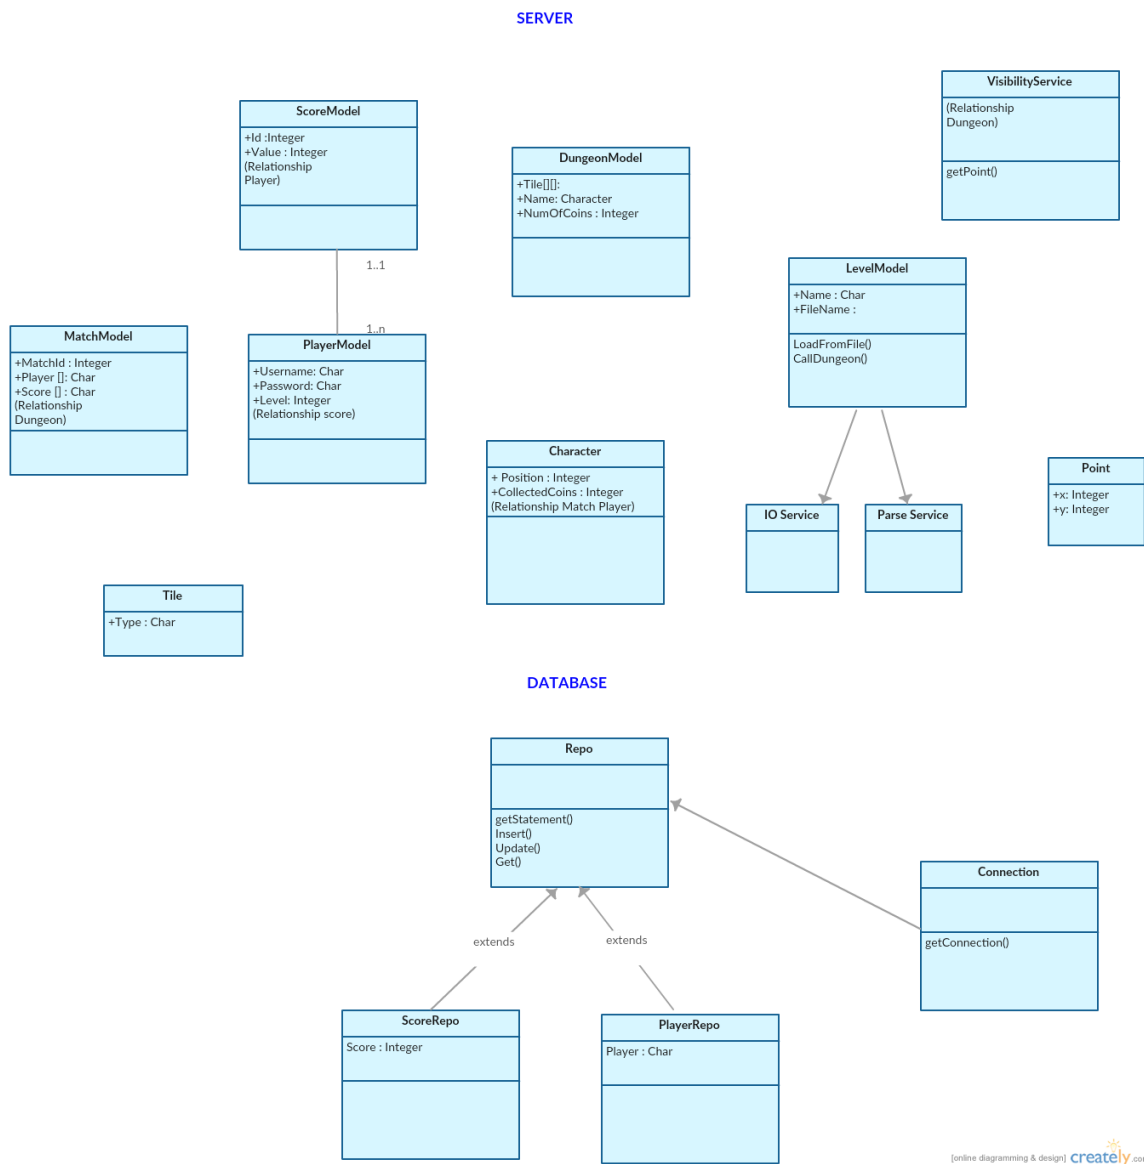 SERVER
VisibilityService
(Relationship
Dungeon)
getPoint()
ScoreModel
+Id :Integer
+Value : Integer
(Relationship
Player)
DungeonModel
+Tile[][]:
+Name: Character
+NumOfCoins : Integer
LevelModel
+Name : Char
+FileName :
LoadFromFile()
CallDungeon()
1..1
1..n
MatchModel
+MatchId : Integer
+Player []: Char
+Score [] : Char
(Relationship
Dungeon)
PlayerModel
+Username: Char
+Password: Char
+Level: Integer
(Relationship score)
Character
+ Position : Integer
+CollectedCoins : Integer
(Relationship Match Player)
Point
+x: Integer
+y: Integer
IO Service
Parse Service
Tile
+Type : Char
DATABASE
Repo
getStatement()
Insert()
Update()
Get()
Connection
getConnection()
extends
extends
ScoreRepo
Score : Integer
PlayerRepo
Player : Char
[online diagramming & design] creately.com